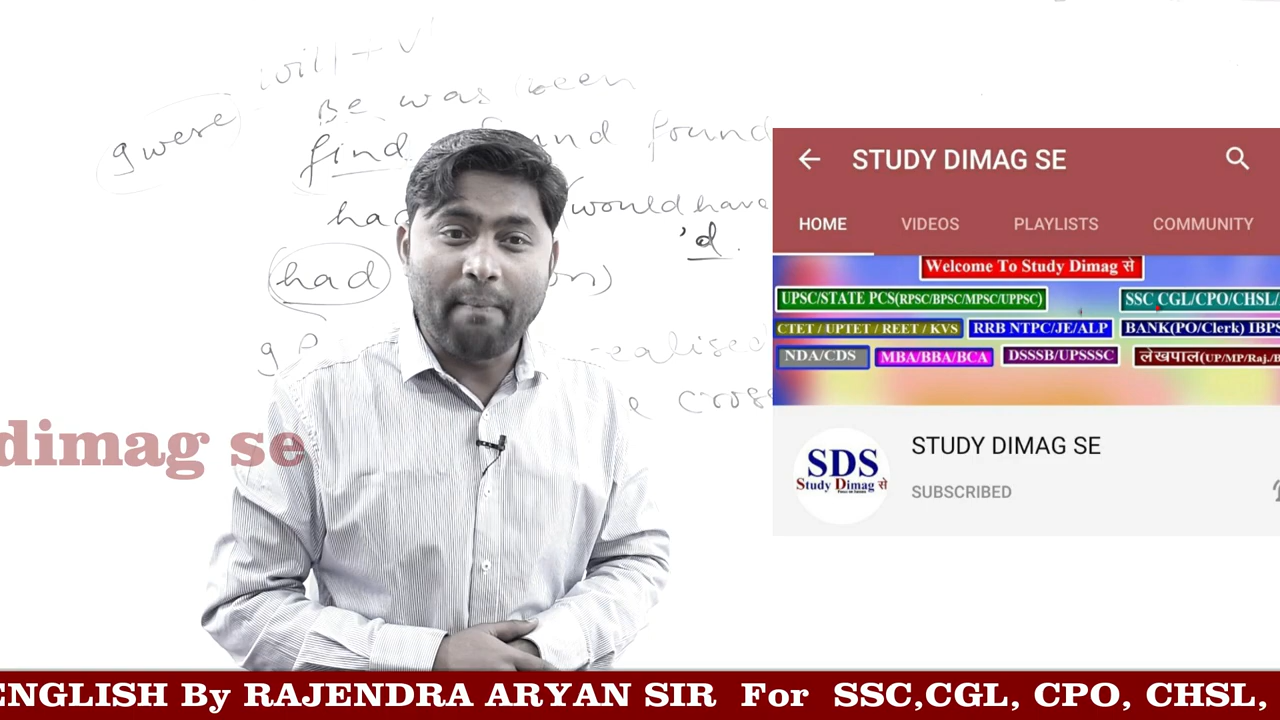 will + V
Be was been
g were
find found
had (would have
'd.
had
realised
cross
STUDY DIMAG SE
HOME VIDEOS PLAYLISTS COMMUNITY
Welcome To Study Dimag से
UPSC/STATE PCS(RPSC/BPSC/MPSC/UPPSC) SSC CGL/CPO/CHSL/
CTET / UPTET / REET / KVS RRB NTPC/JE/ALP BANK(PO/Clerk) IBPS
NDA/CDS MBA/BBA/BCA DSSSB/UPSSSC लेखपाल(UP/MP/Raj./B
SDS
Study Dimag से
STUDY DIMAG SE
SUBSCRIBED
dimag se
ENGLISH By RAJENDRA ARYAN SIR For SSC,CGL, CPO, CHSL,